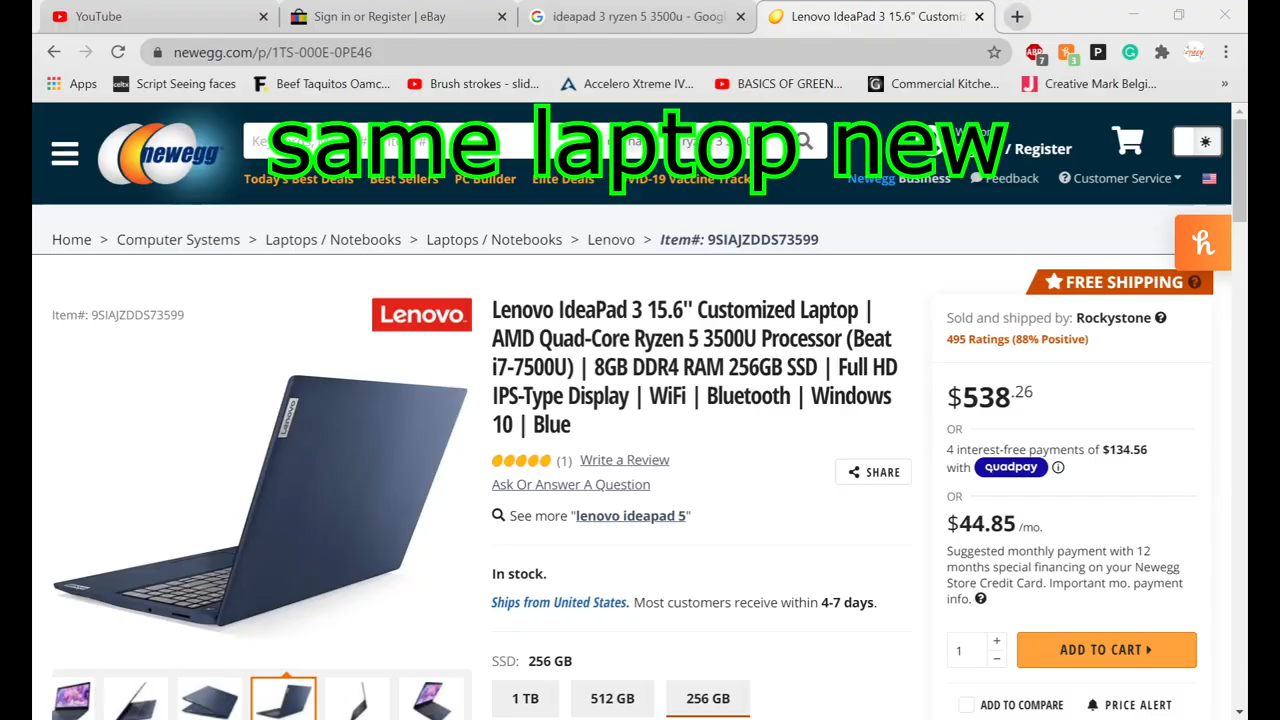 YouTube
Sign in or Register | eBay
ideapad 3 ryzen 5 3500u - Googl
Lenovo IdeaPad 3 15.6" Customiz
newegg.com/p/1TS-000E-0PE46
ABP
7
3
P
Apps
celtx
Script Seeing faces
F.
Beef Taquitos Oamc...
Brush strokes - slid...
Accelero Xtreme IV...
BASICS OF GREEN...
Commercial Kitche...
Creative Mark Belgi...
»
same laptop new
newegg
/ Register
Today's Best Deals
Best Sellers
PC Builder
Elite Deals
Newegg Business
Feedback
Customer Service
Home > Computer Systems > Laptops / Notebooks > Laptops / Notebooks > Lenovo > Item#: 9SIAJZDDS73599
h
FREE SHIPPING
Item#: 9SIAJZDDS73599
Lenovo
Lenovo IdeaPad 3 15.6" Customized Laptop |
AMD Quad-Core Ryzen 5 3500U Processor (Beat
i7-7500U) | 8GB DDR4 RAM 256GB SSD | Full HD
IPS-Type Display | WiFi | Bluetooth | Windows
10 | Blue
(1) Write a Review
SHARE
Ask Or Answer A Question
See more "lenovo ideapad 5"
In stock.
Ships from United States. Most customers receive within 4-7 days.
SSD: 256 GB
1 TB
512 GB
256 GB
Sold and shipped by: Rockystone
495 Ratings (88% Positive)
$538.26
OR
4 interest-free payments of $134.56
with quadpay
OR
$44.85 /mo.
Suggested monthly payment with 12
months special financing on your Newegg
Store Credit Card. Important mo. payment
info.
1
+
−
ADD TO CART
ADD TO COMPARE
PRICE ALERT
Lenovo